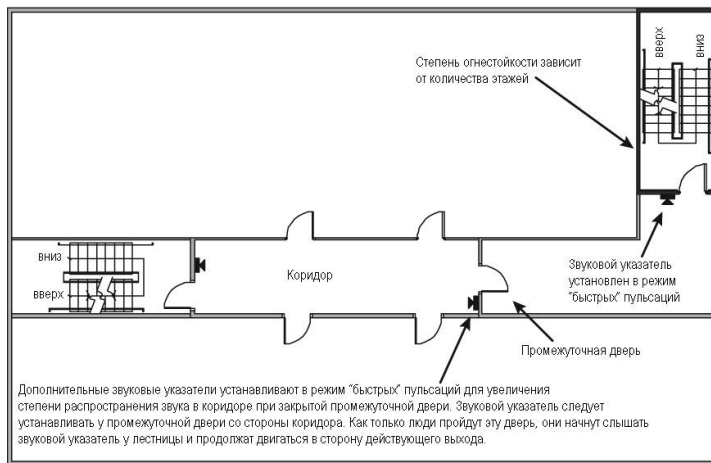 Степень огнестойкости зависит
от количества этажей
вверх
вниз
вниз
вверх
Коридор
Звуковой указатель
установлен в режим
"быстрых" пульсаций
Промежуточная дверь
Дополнительные звуковые указатели устанавливают в режим "быстрых" пульсаций для увеличения
степени распространения звука в коридоре при закрытой промежуточной двери. Звуковой указатель следует
устанавливать у промежуточной двери со стороны коридора. Как только люди пройдут эту дверь, они начнут слышать
звуковой указатель у лестницы и продолжат двигаться в сторону действующего выхода.